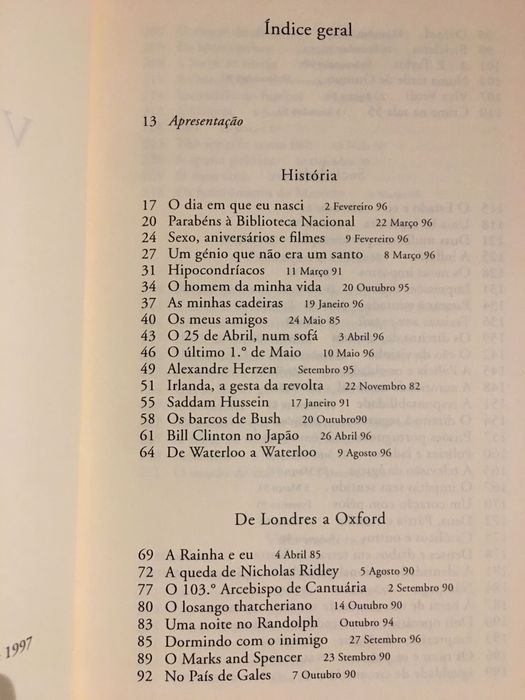 Índice geral
13 Apresentação
História
17 O dia em que eu nasci 2 Fevereiro 96
20 Parabéns à Biblioteca Nacional 22 Março 96
24 Sexo, aniversários e filmes 9 Fevereiro 96
27 Um génio que não era um santo 8 Março 96
31 Hipocondríacos 11 Março 91
34 O homem da minha vida 20 Outubro 95
37 As minhas cadeiras 19 Janeiro 96
40 Os meus amigos 24 Maio 85
43 O 25 de Abril, num sofá 3 Abril 96
46 O último 1.º de Maio 10 Maio 96
49 Alexandre Herzen Setembro 95
51 Irlanda, a gesta da revolta 22 Novembro 82
55 Saddam Hussein 17 Janeiro 91
58 Os barcos de Bush 20 Outubro90
61 Bill Clinton no Japão 26 Abril 96
64 De Waterloo a Waterloo 9 Agosto 96
De Londres a Oxford
69 A Rainha e eu 4 Abril 85
72 A queda de Nicholas Ridley 5 Agosto 90
77 O 103.º Arcebispo de Cantuária 2 Setembro 90
80 O losango thatcheriano 14 Outubro 90
83 Uma noite no Randolph Outubro 94
85 Dormindo com o inimigo 27 Setembro 96
89 O Marks and Spencer 23 Stembro 90
92 No País de Gales 7 Outubro 90
1997